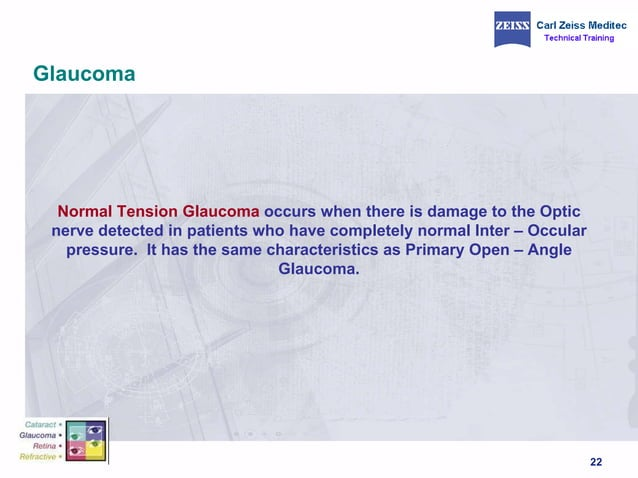 ZEISS
Carl Zeiss Meditec
Technical Training
Glaucoma
Normal Tension Glaucoma occurs when there is damage to the Optic
nerve detected in patients who have completely normal Inter – Occular
pressure. It has the same characteristics as Primary Open – Angle
Glaucoma.
Cataract •
Glaucoma •
Retina •
Refractive •
22